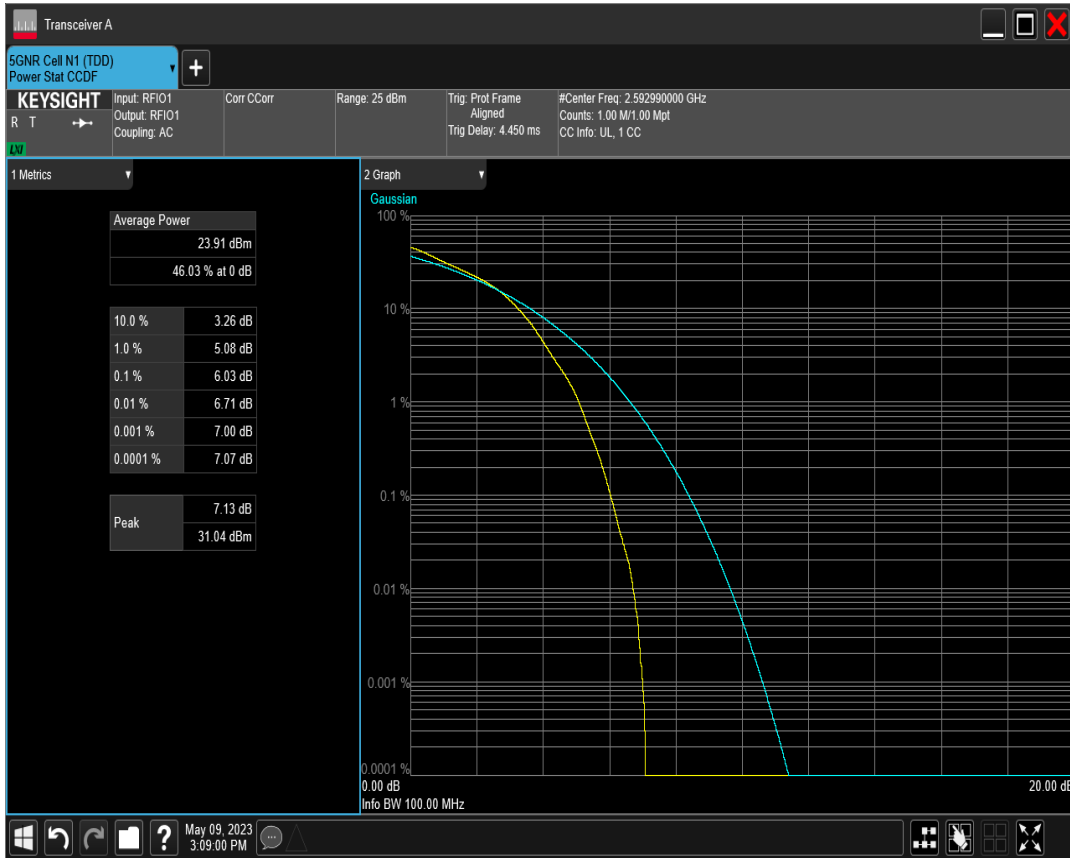 Transceiver A
5GNR Cell N1 (TDD)
Power Stat CCDF
KEYSIGHT
R T
LXI
Input: RFIO1
Output: RFIO1
Coupling: AC
Corr CCorr
Range: 25 dBm
Trig: Prot Frame
Aligned
Trig Delay: 4.450 ms
#Center Freq: 2.592990000 GHz
Counts: 1.00 M/1.00 Mpt
CC Info: UL, 1 CC
1 Metrics
Average Power
23.91 dBm
46.03 % at 0 dB
10.0 % 3.26 dB
1.0 % 5.08 dB
0.1 % 6.03 dB
0.01 % 6.71 dB
0.001 % 7.00 dB
0.0001 % 7.07 dB
Peak 7.13 dB
31.04 dBm
2 Graph
Gaussian
100 %
10 %
1 %
0.1 %
0.01 %
0.001 %
0.0001 %
0.00 dB 20.00 dB
Info BW 100.00 MHz
May 09, 2023
3:09:00 PM